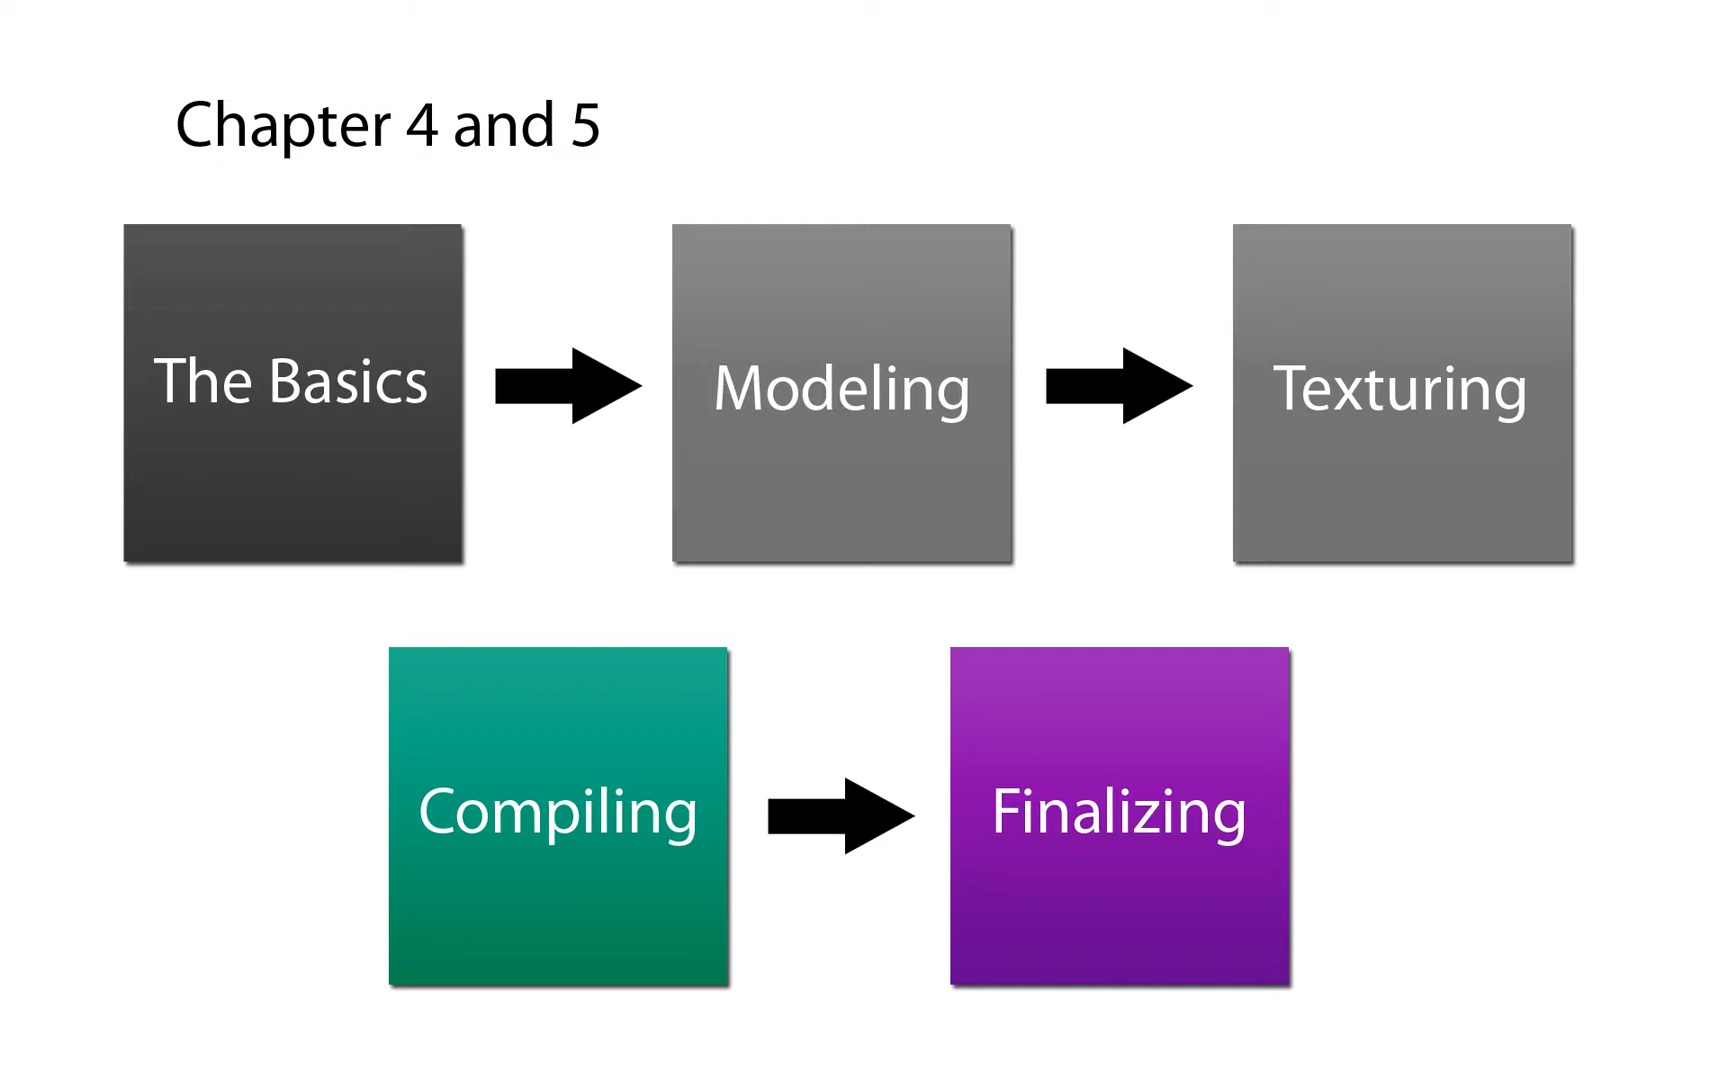 Chapter 4 and 5
The Basics
Modeling
Texturing
Compiling
Finalizing